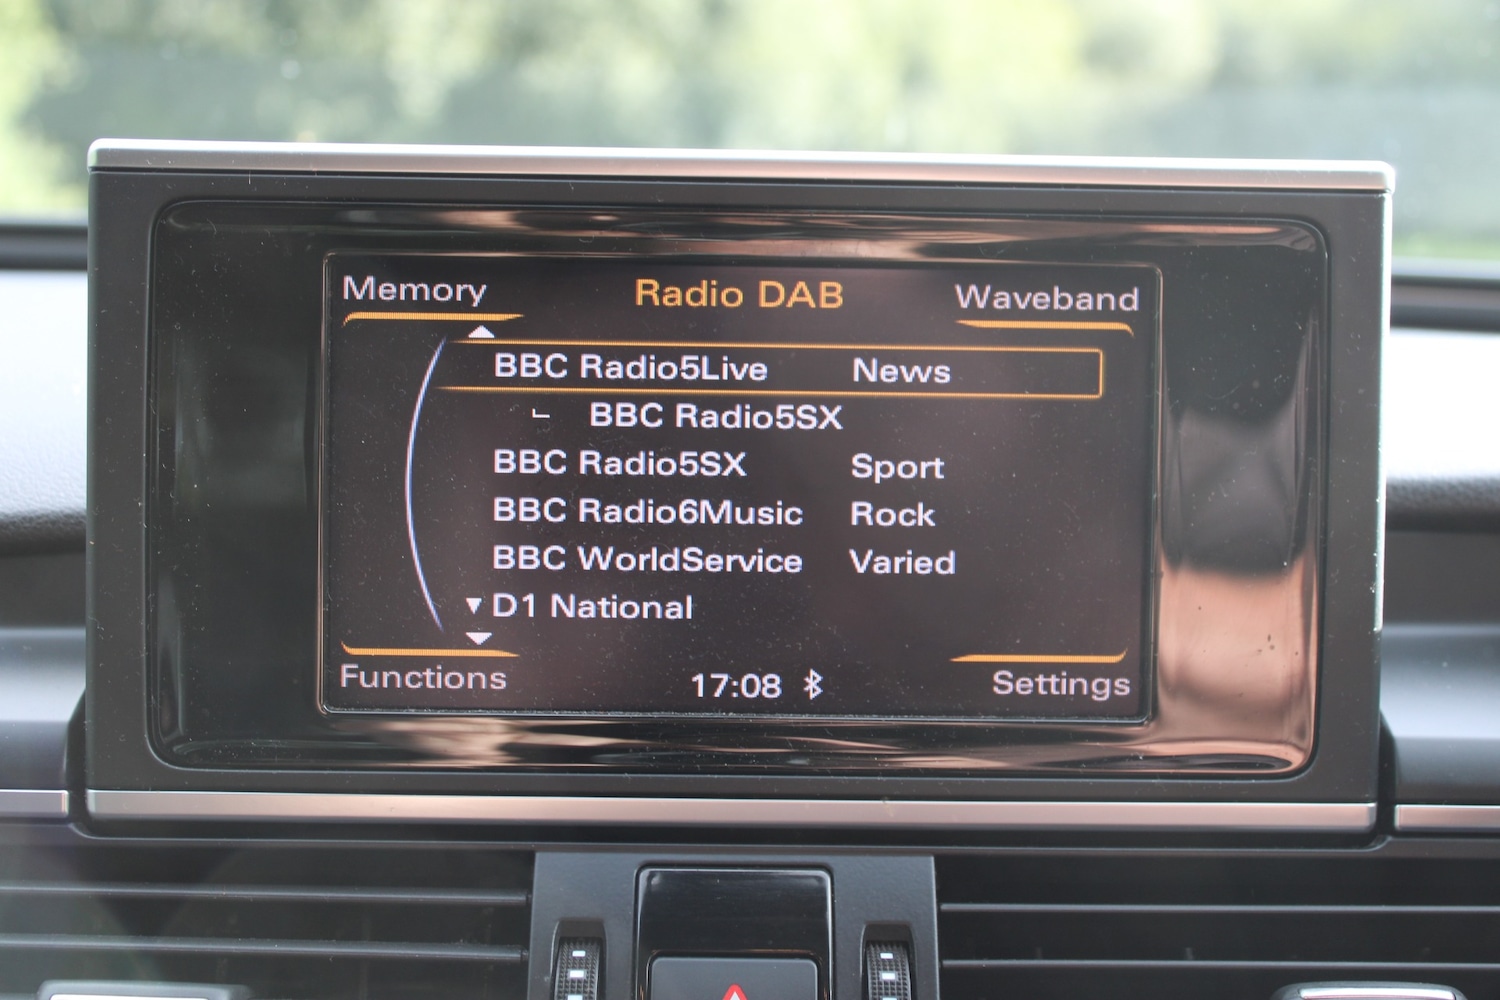 Memory Radio DAB Waveband
BBC Radio5Live News
BBC Radio5SX
BBC Radio5SX Sport
BBC Radio6Music Rock
BBC WorldService Varied
D1 National
Functions 17:08 Settings